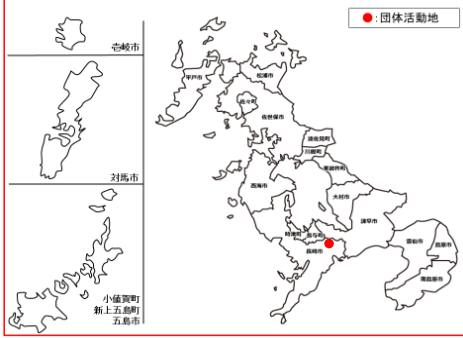 ●:団体活動地
壱岐市
対馬市
小値賀町
新上五島町
五島市
平戸市
松浦市
佐々町
佐世保市
波佐見町
川棚町
東彼杵町
西海市
大村市
諫早市
時津町
長与町
長崎市
雲仙市
島原市
南島原市